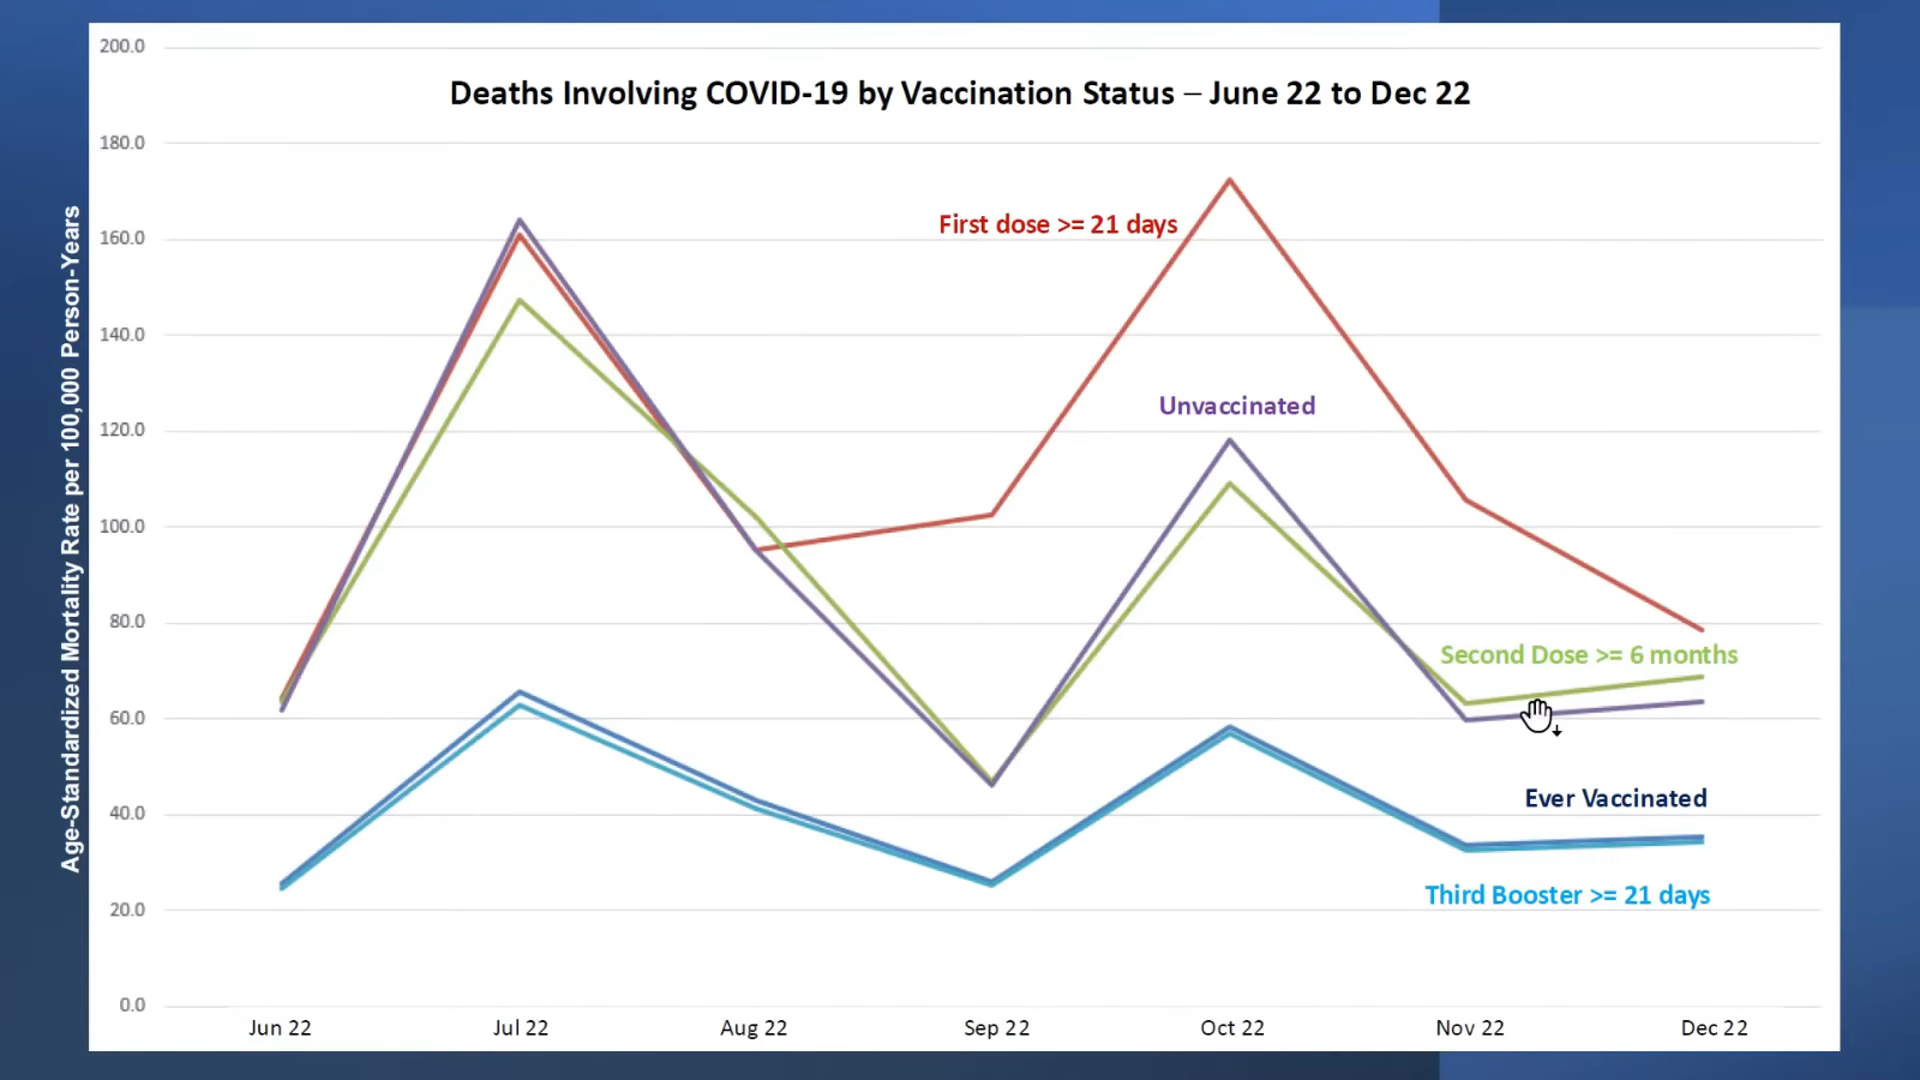 200.0
Deaths Involving COVID-19 by Vaccination Status – June 22 to Dec 22
180.0
First dose >= 21 days
160.0
140.0
Unvaccinated
120.0
100.0
80.0
Second Dose >= 6 months
60.0
Ever Vaccinated
40.0
Third Booster >= 21 days
20.0
0.0
Age-Standardized Mortality Rate per 100,000 Person-Years
Jun 22 Jul 22 Aug 22 Sep 22 Oct 22 Nov 22 Dec 22